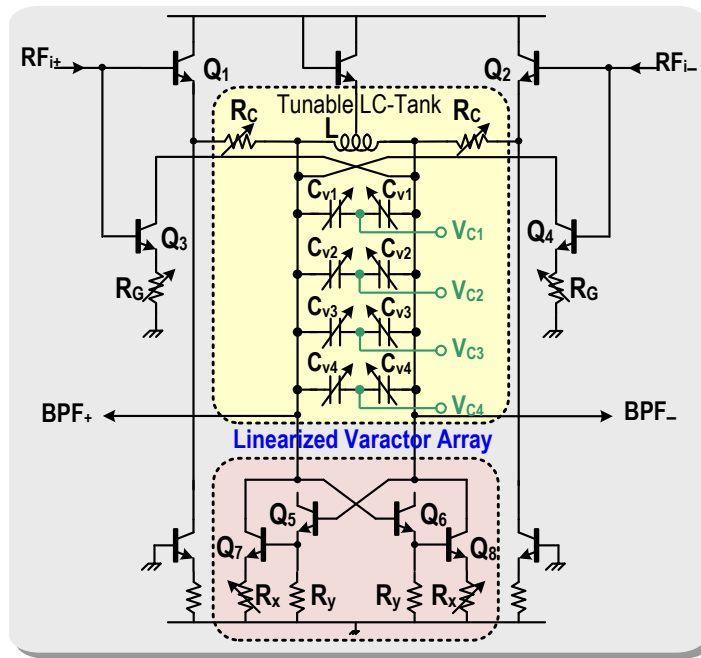 RFi+ Q1 Q2 RFi–
Tunable LC-Tank
RC L RC
Cv1 Cv1
Q3 VC1 Q4
Cv2 Cv2
RG VC2 RG
Cv3 Cv3
VC3
Cv4 Cv4
BPF+ VC4 BPF–
Linearized Varactor Array
Q5 Q6
Q7 Q8
Rx Ry Ry Rx